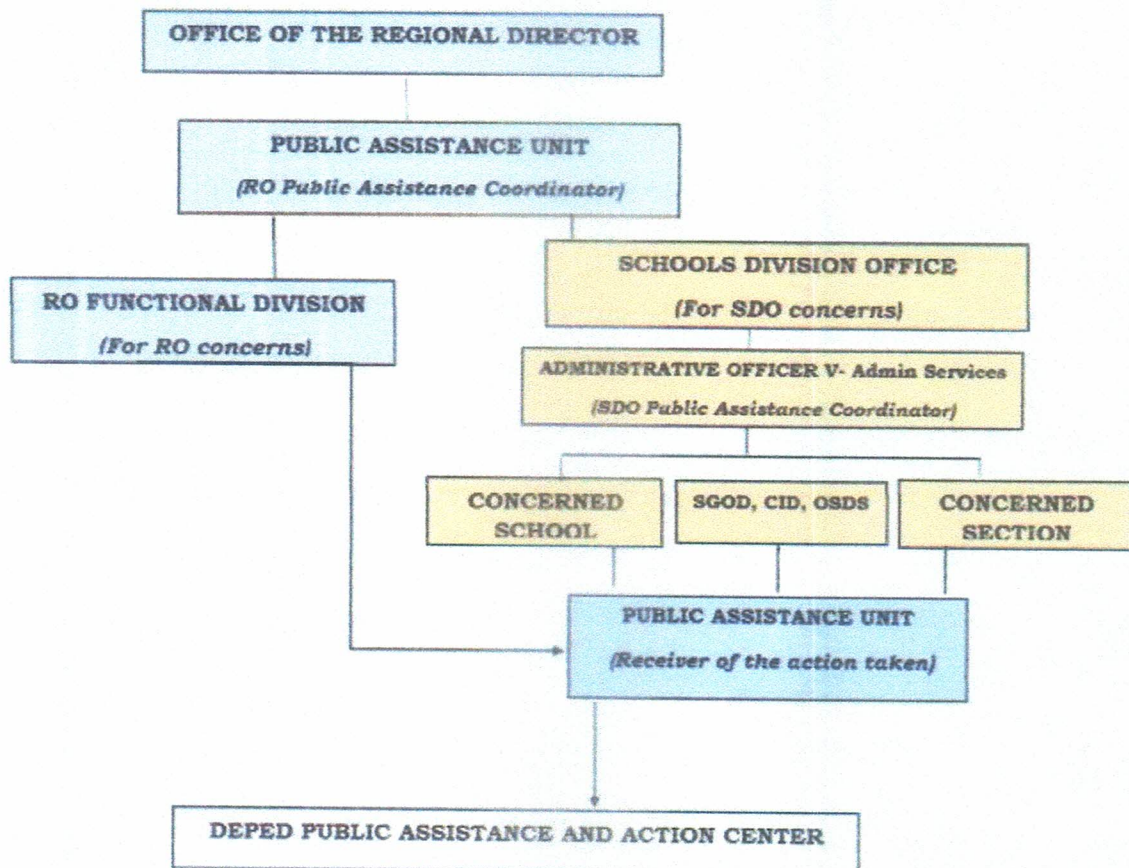 OFFICE OF THE REGIONAL DIRECTOR
PUBLIC ASSISTANCE UNIT
(RO Public Assistance Coordinator)
SCHOOLS DIVISION OFFICE
(For SDO concerns)
RO FUNCTIONAL DIVISION
(For RO concerns)
ADMINISTRATIVE OFFICER V- Admin Services
(SDO Public Assistance Coordinator)
CONCERNED
SCHOOL
SGOD, CID, OSDS
CONCERNED
SECTION
PUBLIC ASSISTANCE UNIT
(Receiver of the action taken)
DEPED PUBLIC ASSISTANCE AND ACTION CENTER